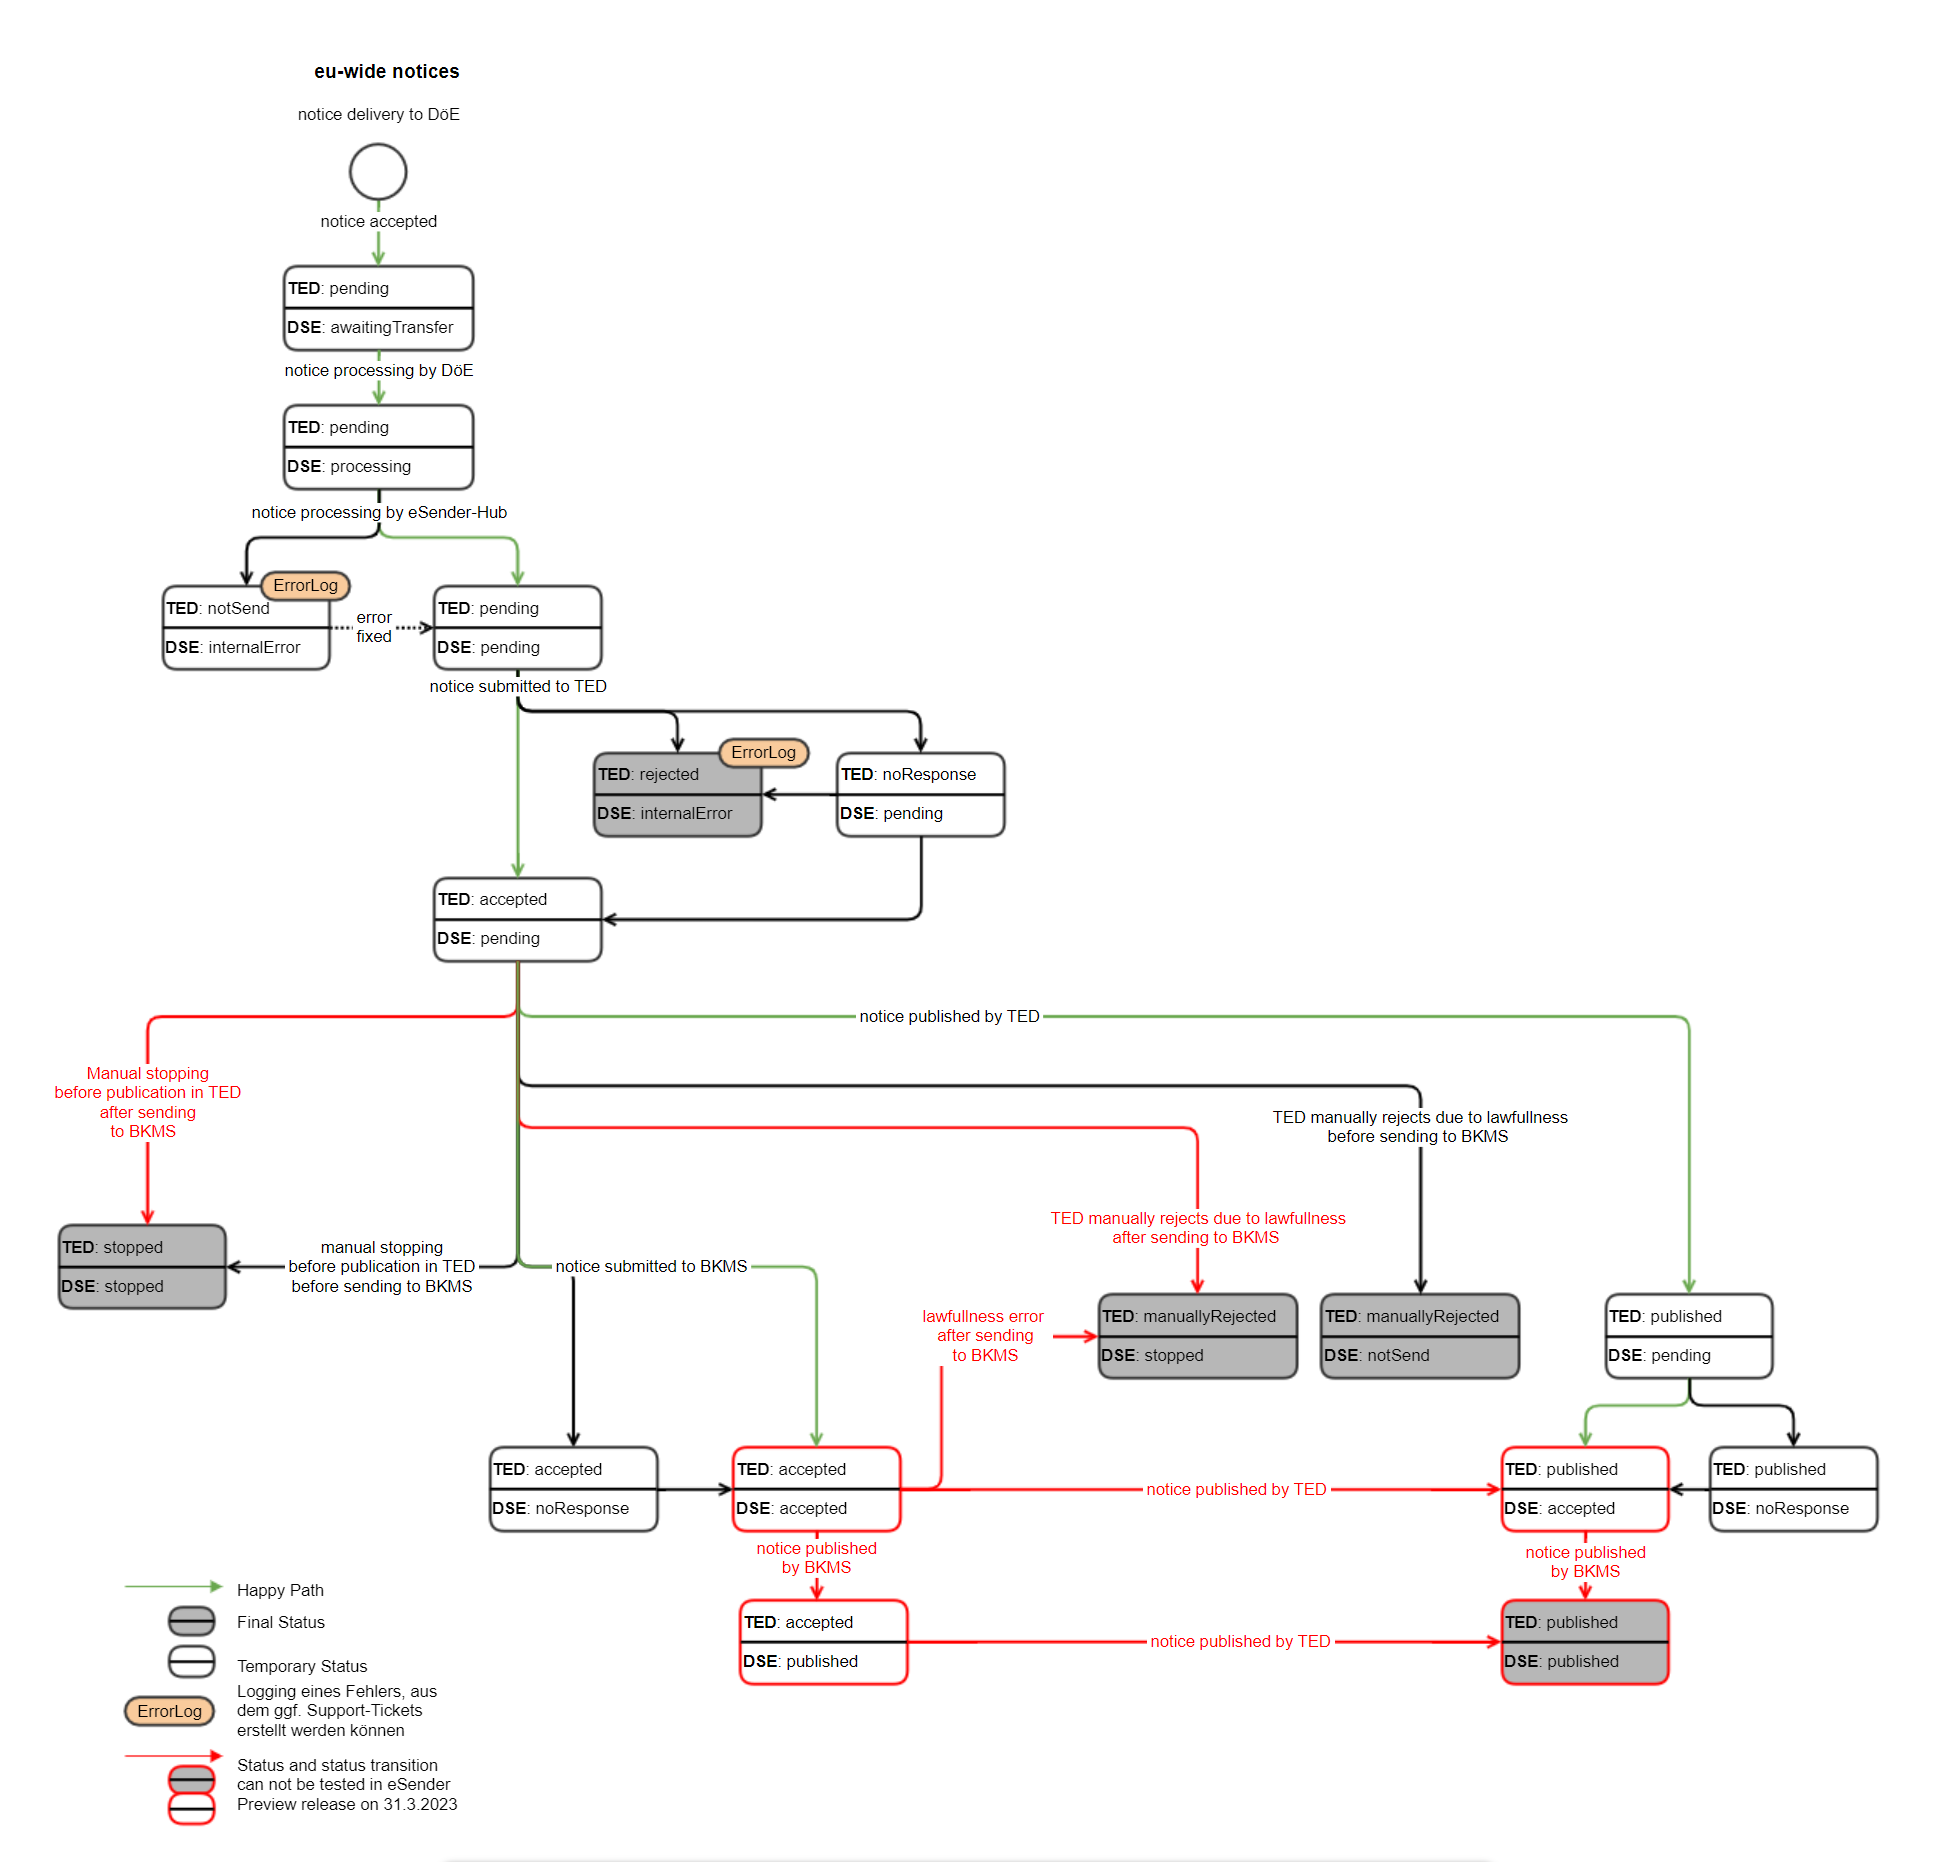 eu-wide notices
notice delivery to DöE
notice accepted
TED: pending
DSE: awaitingTransfer
notice processing by DöE
TED: pending
DSE: processing
notice processing by eSender-Hub
ErrorLog
TED: notSend
DSE: internalError
error
fixed
TED: pending
DSE: pending
notice submitted to TED
ErrorLog
TED: rejected
DSE: internalError
TED: noResponse
DSE: pending
TED: accepted
DSE: pending
notice published by TED
Manual stopping
before publication in TED
after sending
to BKMS
TED manually rejects due to lawfullness
before sending to BKMS
TED manually rejects due to lawfullness
after sending to BKMS
TED: stopped
DSE: stopped
manual stopping
before publication in TED
before sending to BKMS
notice submitted to BKMS
lawfullness error
after sending
to BKMS
TED: manuallyRejected
DSE: stopped
TED: manuallyRejected
DSE: notSend
TED: published
DSE: pending
TED: accepted
DSE: noResponse
TED: accepted
DSE: accepted
notice published by TED
TED: published
DSE: accepted
TED: published
DSE: noResponse
notice published
by BKMS
notice published
by BKMS
TED: accepted
DSE: published
notice published by TED
TED: published
DSE: published
Happy Path
Final Status
Temporary Status
ErrorLog
Logging eines Fehlers, aus
dem ggf. Support-Tickets
erstellt werden können
Status and status transition
can not be tested in eSender
Preview release on 31.3.2023